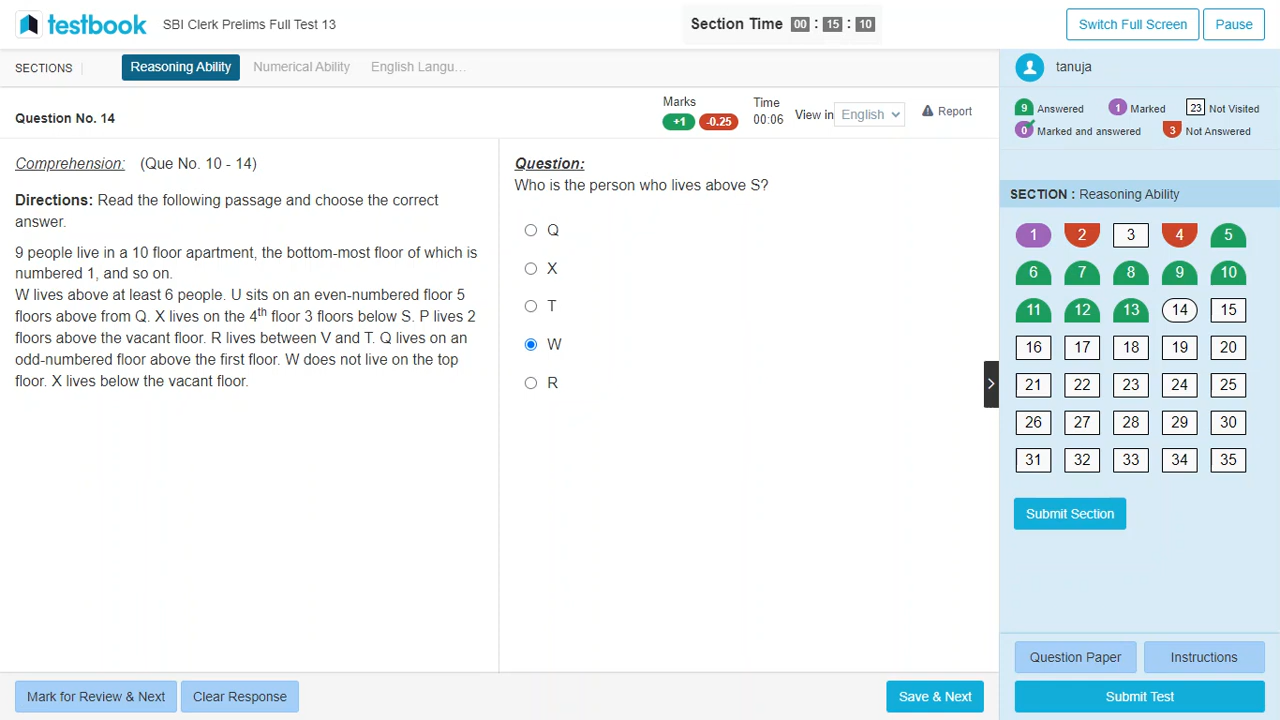 testbook SBI Clerk Prelims Full Test 13 Section Time 00 : 15 : 10 Switch Full Screen Pause
SECTIONS Reasoning Ability Numerical Ability English Langu... tanuja
Question No. 14 Marks +1 -0.25 Time 00:06 View in English Report
9 Answered 1 Marked 23 Not Visited
0 Marked and answered 3 Not Answered
Comprehension: (Que No. 10 - 14)
Directions: Read the following passage and choose the correct
answer.
9 people live in a 10 floor apartment, the bottom-most floor of which is
numbered 1, and so on.
W lives above at least 6 people. U sits on an even-numbered floor 5
floors above from Q. X lives on the 4th floor 3 floors below S. P lives 2
floors above the vacant floor. R lives between V and T. Q lives on an
odd-numbered floor above the first floor. W does not live on the top
floor. X lives below the vacant floor.
Question:
Who is the person who lives above S?
Q
X
T
W
R
SECTION : Reasoning Ability
1 2 3 4 5
6 7 8 9 10
11 12 13 14 15
16 17 18 19 20
21 22 23 24 25
26 27 28 29 30
31 32 33 34 35
Submit Section
Question Paper Instructions
Mark for Review & Next Clear Response Save & Next Submit Test